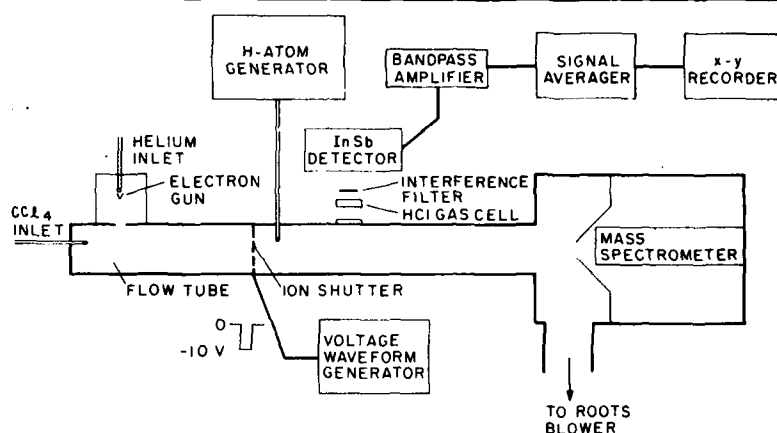 H-ATOM
GENERATOR
BANDPASS
AMPLIFIER
SIGNAL
AVERAGER
x-y
RECORDER
InSb
DETECTOR
HELIUM
INLET
ELECTRON
GUN
INTERFERENCE
FILTER
HCl GAS CELL
CCl4
INLET
MASS
SPECTROMETER
FLOW TUBE
ION SHUTTER
0
-10 V
VOLTAGE
WAVEFORM
GENERATOR
TO ROOTS
BLOWER